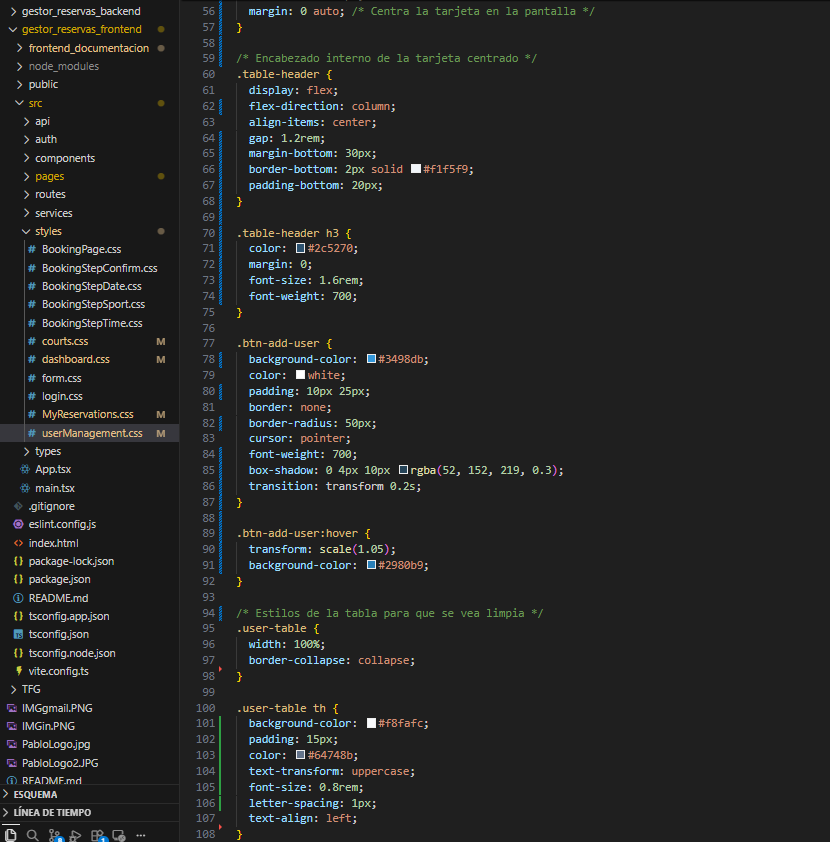 gestor_reservas_backend
gestor_reservas_frontend
frontend_documentacion
node_modules
public
src
api
auth
components
pages
routes
services
styles
# BookingPage.css
# BookingStepConfirm.css
# BookingStepDate.css
# BookingStepSport.css
# BookingStepTime.css
# courts.css M
# dashboard.css M
# form.css
# login.css
# MyReservations.css M
# userManagement.css M
types
App.tsx
main.tsx
.gitignore
eslint.config.js
<> index.html
{} package-lock.json
{} package.json
README.md
{} tsconfig.app.json
TS tsconfig.json
{} tsconfig.node.json
vite.config.ts
TFG
IMGgmail.PNG
IMGin.PNG
PabloLogo.jpg
PabloLogo2.JPG
README.md
ESQUEMA
LÍNEA DE TIEMPO
56 margin: 0 auto; /* Centra la tarjeta en la pantalla */
57 }
58
59 /* Encabezado interno de la tarjeta centrado */
60 .table-header {
61 display: flex;
62 flex-direction: column;
63 align-items: center;
64 gap: 1.2rem;
65 margin-bottom: 30px;
66 border-bottom: 2px solid #f1f5f9;
67 padding-bottom: 20px;
68 }
69
70 .table-header h3 {
71 color: #2c5270;
72 margin: 0;
73 font-size: 1.6rem;
74 font-weight: 700;
75 }
76
77 .btn-add-user {
78 background-color: #3498db;
79 color: white;
80 padding: 10px 25px;
81 border: none;
82 border-radius: 50px;
83 cursor: pointer;
84 font-weight: 700;
85 box-shadow: 0 4px 10px rgba(52, 152, 219, 0.3);
86 transition: transform 0.2s;
87 }
88
89 .btn-add-user:hover {
90 transform: scale(1.05);
91 background-color: #2980b9;
92 }
93
94 /* Estilos de la tabla para que se vea limpia */
95 .user-table {
96 width: 100%;
97 border-collapse: collapse;
98 }
99
100 .user-table th {
101 background-color: #f8fafc;
102 padding: 15px;
103 color: #64748b;
104 text-transform: uppercase;
105 font-size: 0.8rem;
106 letter-spacing: 1px;
107 text-align: left;
108 }